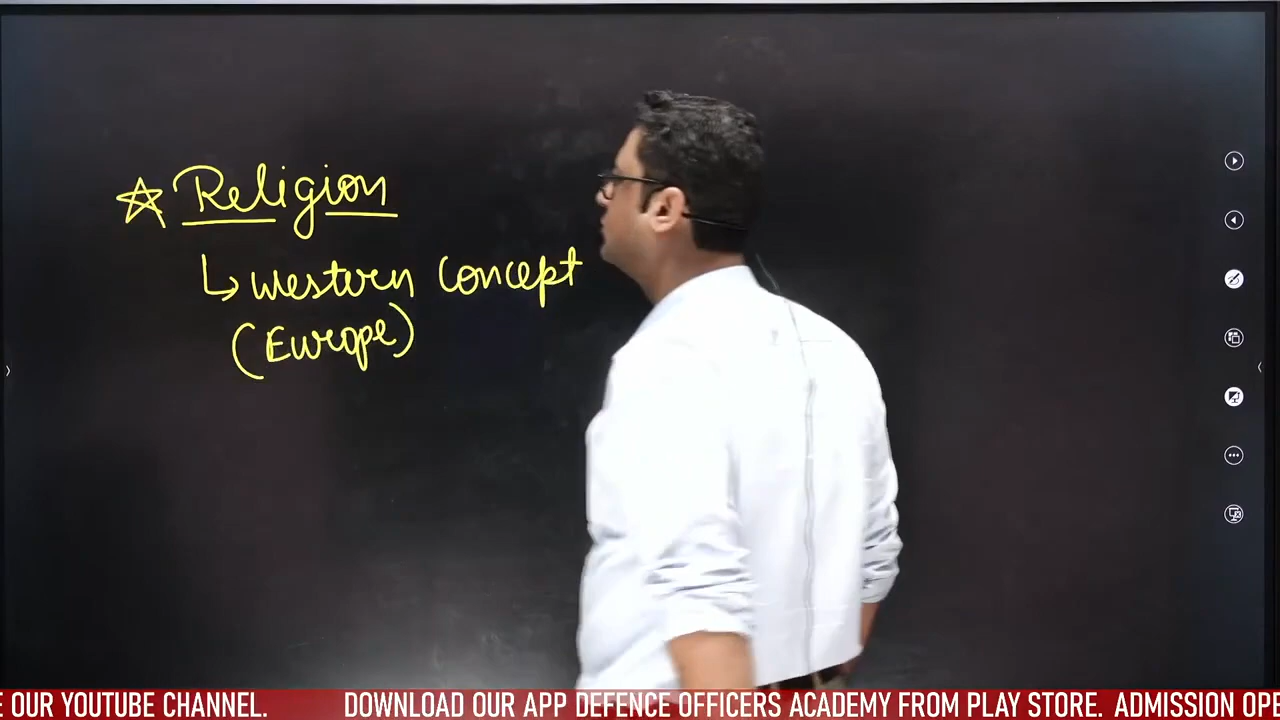 Religion
↳ Western Concept
(Europe)
E OUR YOUTUBE CHANNEL. DOWNLOAD OUR APP DEFENCE OFFICERS ACADEMY FROM PLAY STORE. ADMISSION OPE